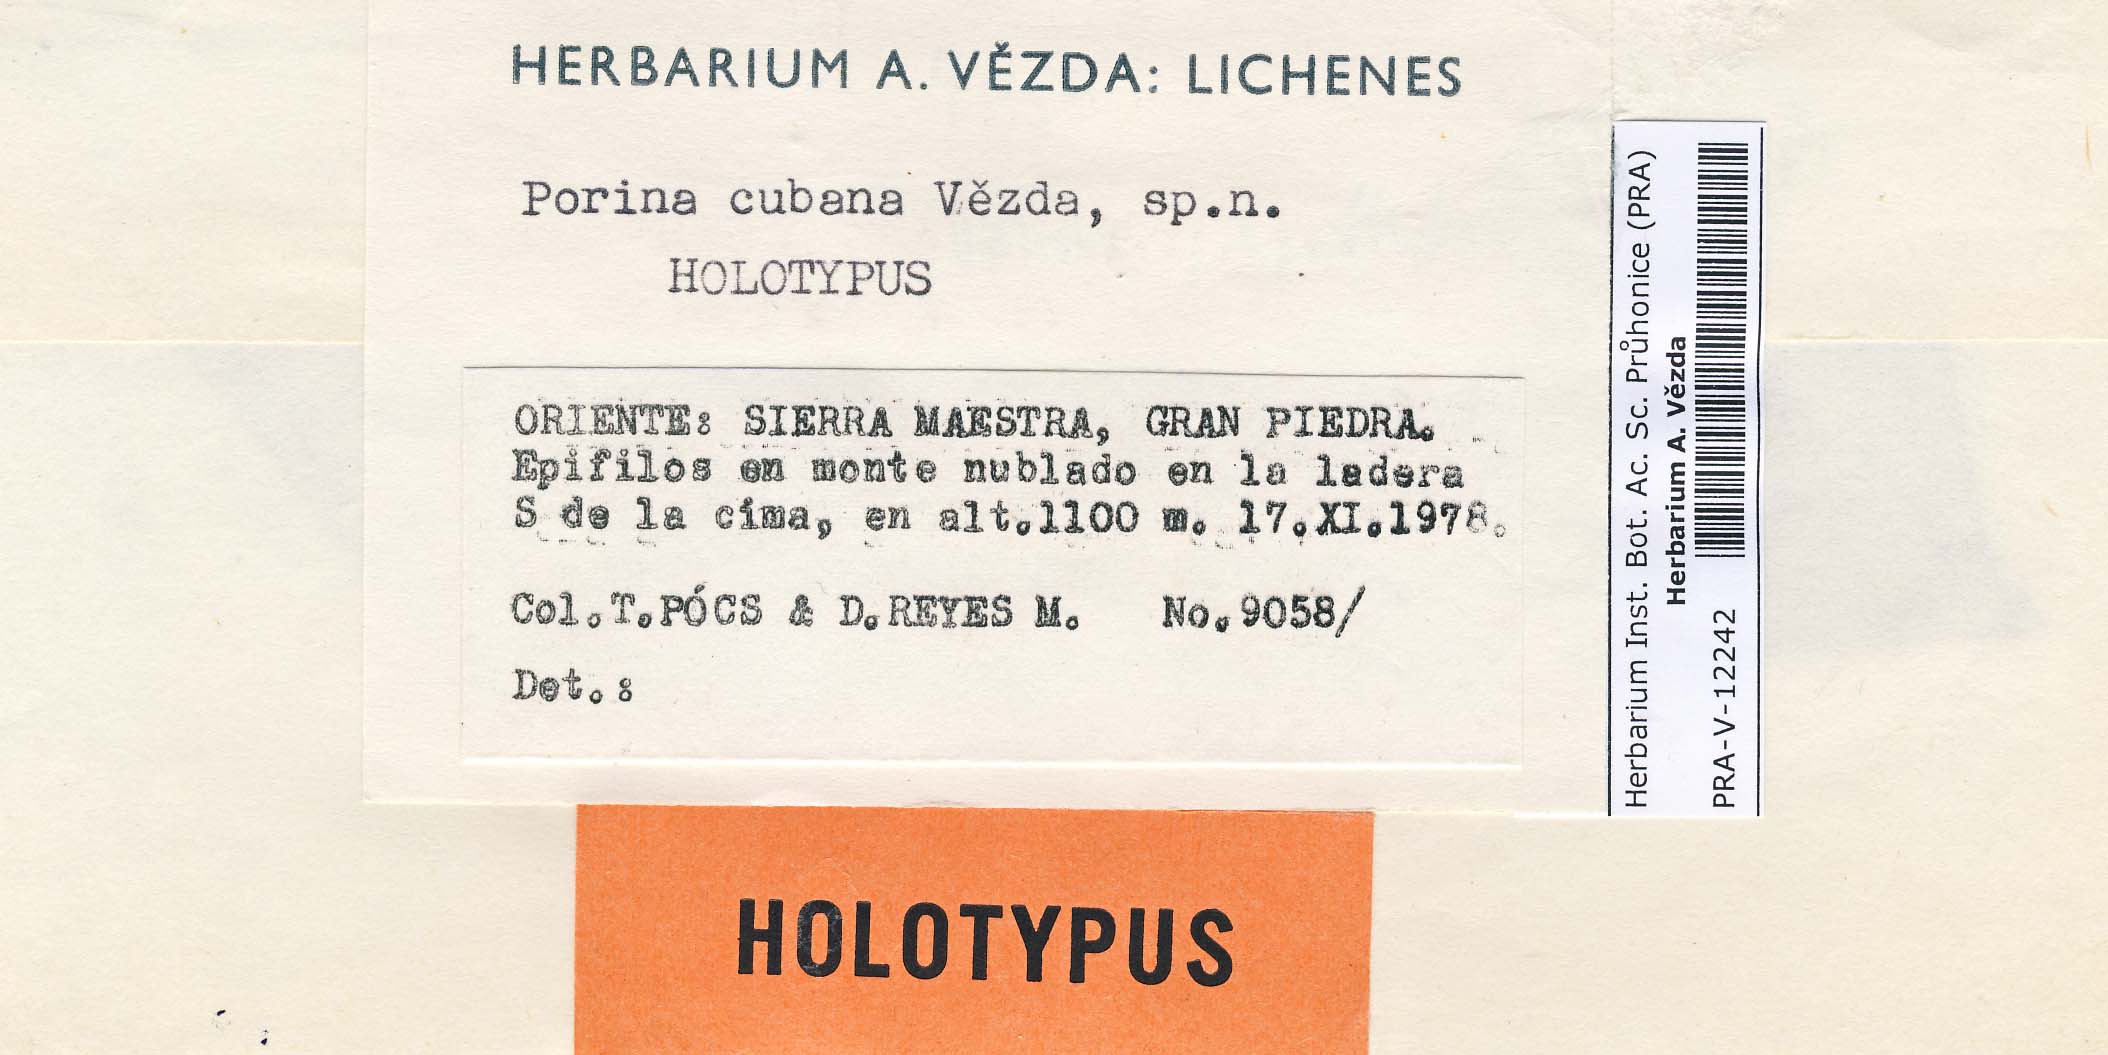 HERBARIUM A. VĚZDA: LICHENES
Porina cubana Vězda, sp.n.
HOLOTYPUS
ORIENTE: SIERRA MAESTRA, GRAN PIEDRA.
Epifilos en monte nublado en la ladera
S de la cima, en alt.1100 m. 17.XI.1978.
Col.T.PÓCS & D.REYES M. No.9058/
Det.:
HOLOTYPUS
Herbarium Inst. Bot. Ac. Sc. Průhonice (PRA)
Herbarium A. Vězda
PRA-V-12242